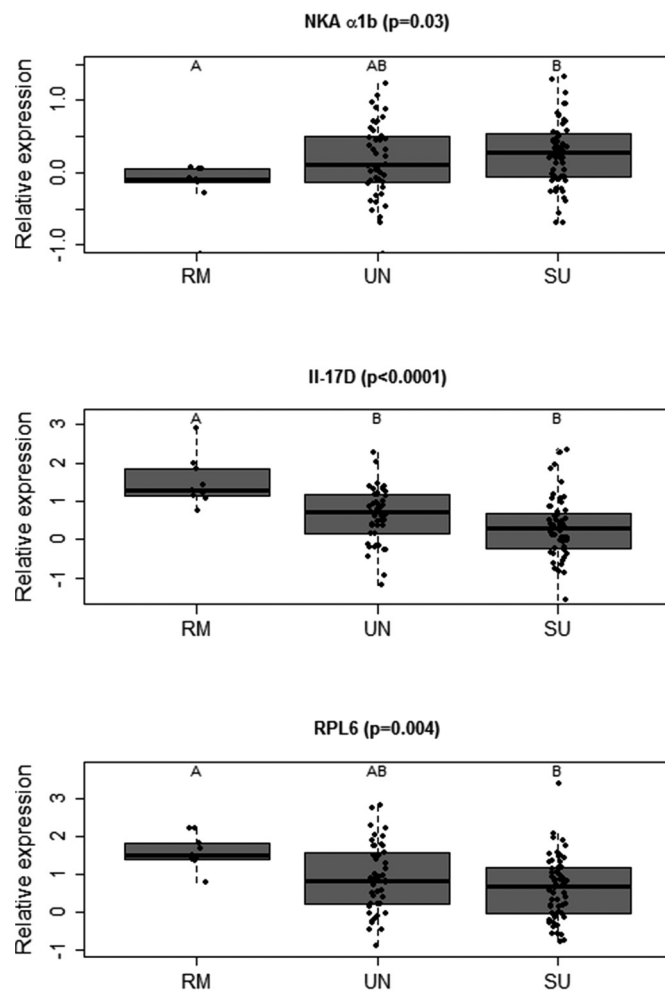 NKA α1b (p=0.03)
A AB B
Relative expression
1.0
0.0
-1.0
RM UN SU
Il-17D (p<0.0001)
A B B
Relative expression
3
2
1
0
-1
RM UN SU
RPL6 (p=0.004)
A AB B
Relative expression
3
2
1
0
-1
RM UN SU